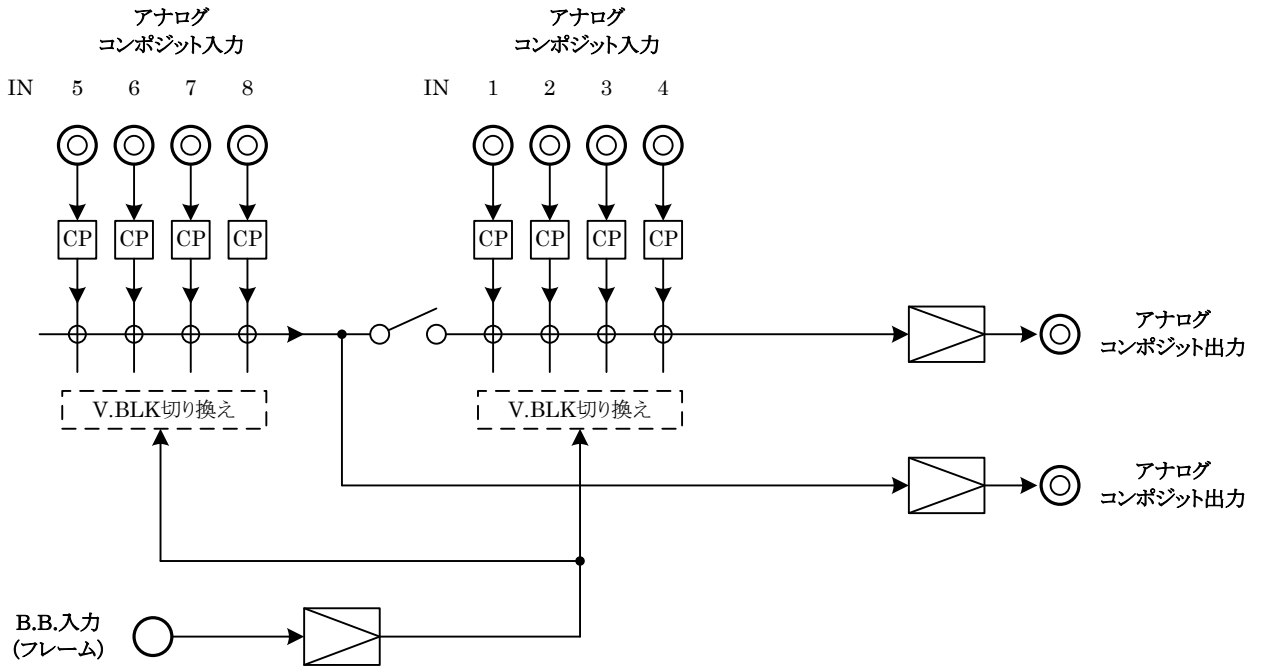 アナログ
コンポジット入力
アナログ
コンポジット入力
IN 5 6 7 8
IN 1 2 3 4
CP CP CP CP
CP CP CP CP
アナログ
コンポジット出力
V.BLK切り換え
V.BLK切り換え
アナログ
コンポジット出力
B.B.入力
(フレーム)